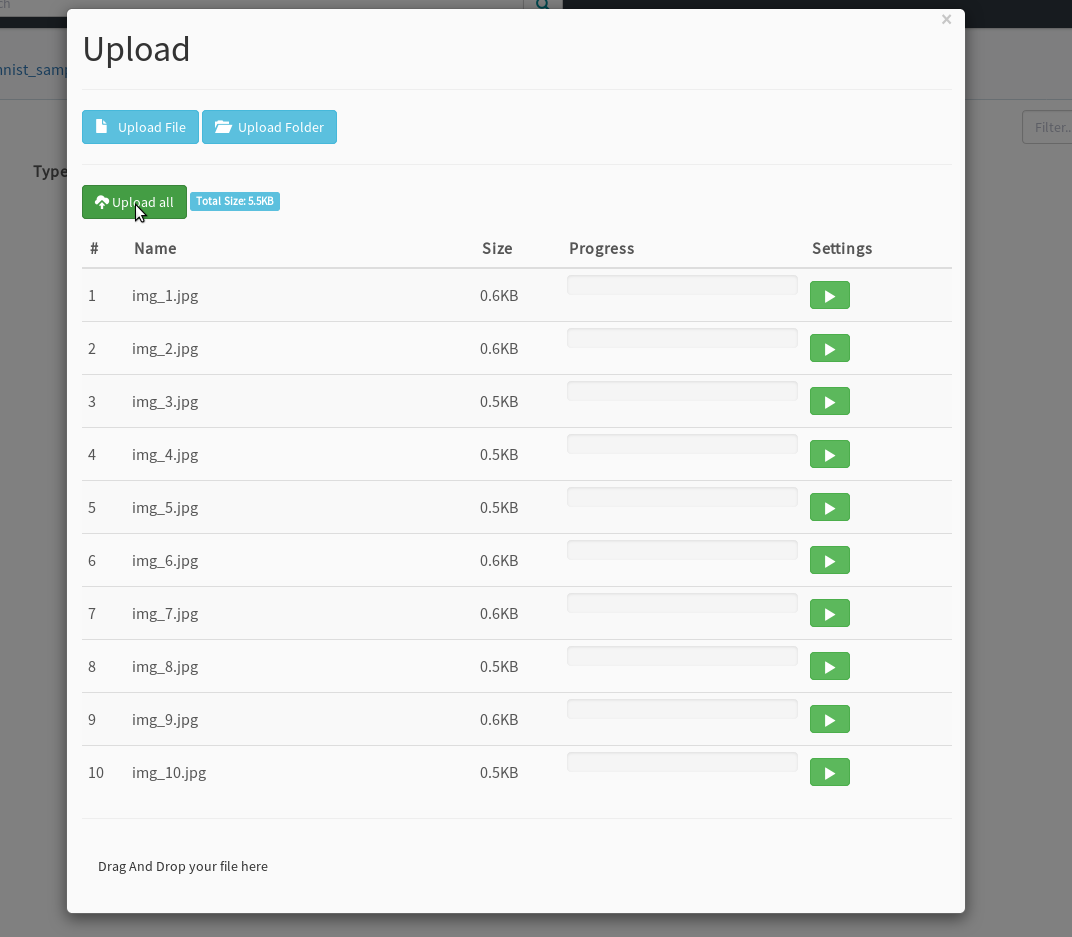 ch
×
Upload
mnist_samp
Upload File Upload Folder
Filter..
Type
Upload all Total Size: 5.5KB
# Name Size Progress Settings
1 img_1.jpg 0.6KB
2 img_2.jpg 0.6KB
3 img_3.jpg 0.5KB
4 img_4.jpg 0.5KB
5 img_5.jpg 0.5KB
6 img_6.jpg 0.6KB
7 img_7.jpg 0.6KB
8 img_8.jpg 0.5KB
9 img_9.jpg 0.6KB
10 img_10.jpg 0.5KB
Drag And Drop your file here